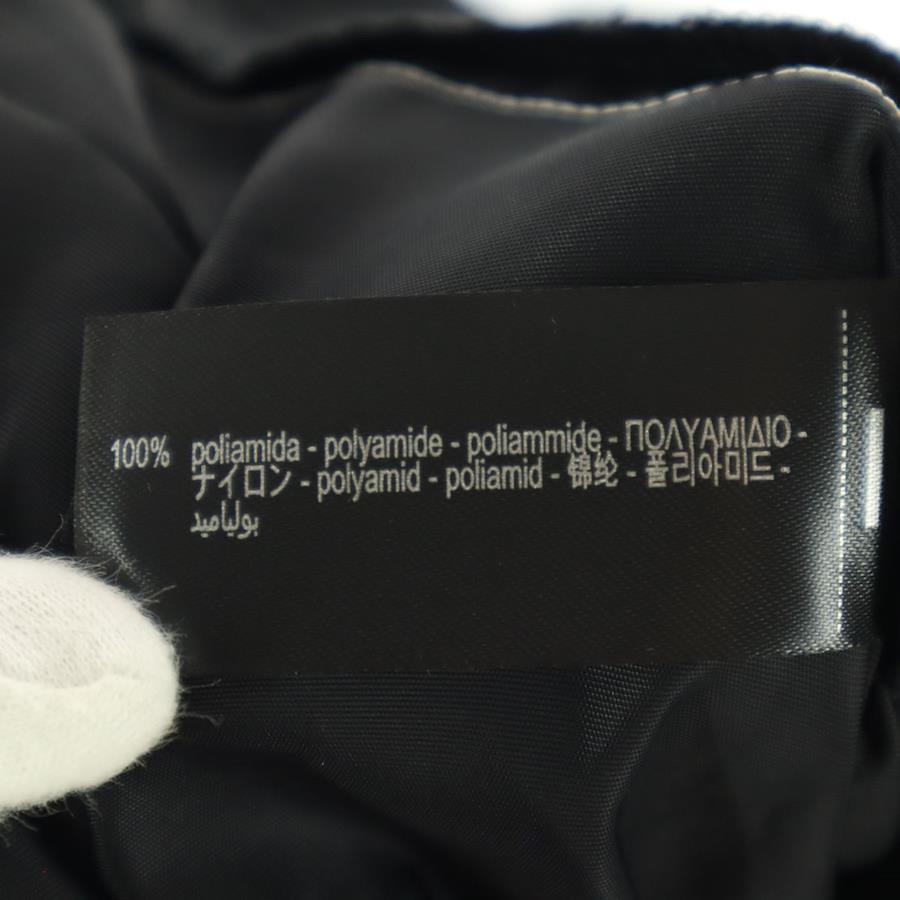 100% poliamida - polyamide - poliammide - ΠΟΛΥΑΜΙΔΙΟ -
ナイロン - polyamid - poliamid - 锦纶 - 폴리아미드 -
بولياميد